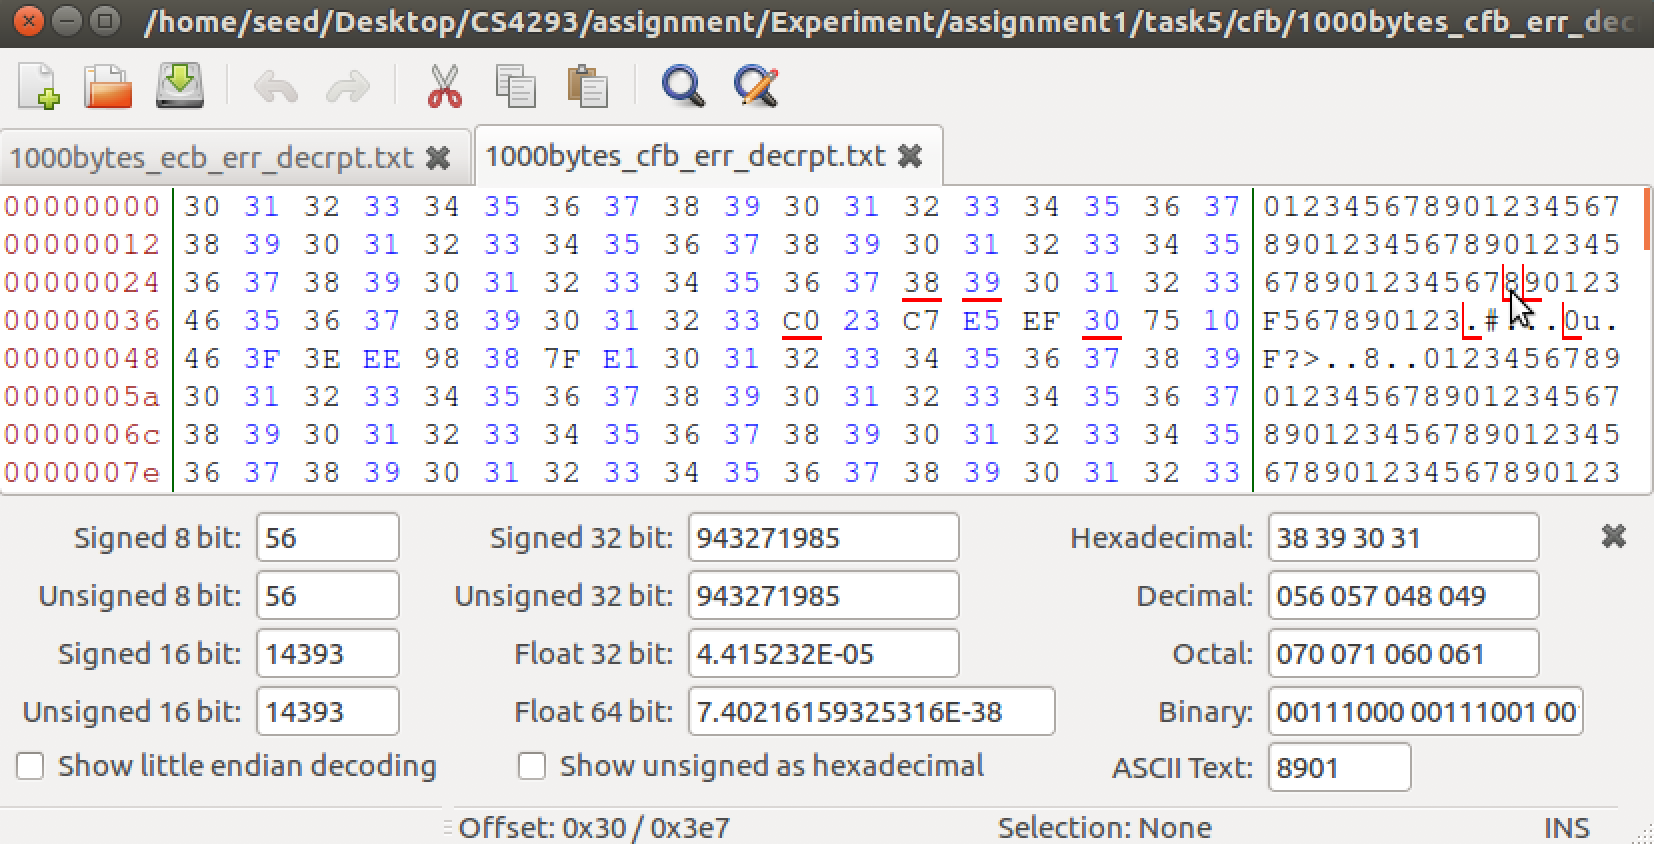 /home/seed/Desktop/CS4293/assignment/Experiment/assignment1/task5/cfb/1000bytes_cfb_err_dec
1000bytes_ecb_err_decrpt.txt 1000bytes_cfb_err_decrpt.txt
00000000 30 31 32 33 34 35 36 37 38 39 30 31 32 33 34 35 36 37 012345678901234567
00000012 38 39 30 31 32 33 34 35 36 37 38 39 30 31 32 33 34 35 890123456789012345
00000024 36 37 38 39 30 31 32 33 34 35 36 37 38 39 30 31 32 33 678901234567890123
00000036 46 35 36 37 38 39 30 31 32 33 C0 23 C7 E5 EF 30 75 10 F567890123.#...0u.
00000048 46 3F 3E EE 98 38 7F E1 30 31 32 33 34 35 36 37 38 39 F?>..8..0123456789
0000005a 30 31 32 33 34 35 36 37 38 39 30 31 32 33 34 35 36 37 012345678901234567
0000006c 38 39 30 31 32 33 34 35 36 37 38 39 30 31 32 33 34 35 890123456789012345
0000007e 36 37 38 39 30 31 32 33 34 35 36 37 38 39 30 31 32 33 678901234567890123
Signed 8 bit: 56 Signed 32 bit: 943271985 Hexadecimal: 38 39 30 31
Unsigned 8 bit: 56 Unsigned 32 bit: 943271985 Decimal: 056 057 048 049
Signed 16 bit: 14393 Float 32 bit: 4.415232E-05 Octal: 070 071 060 061
Unsigned 16 bit: 14393 Float 64 bit: 7.40216159325316E-38 Binary: 00111000 00111001 00
Show little endian decoding Show unsigned as hexadecimal ASCII Text: 8901
Offset: 0x30 / 0x3e7 Selection: None INS